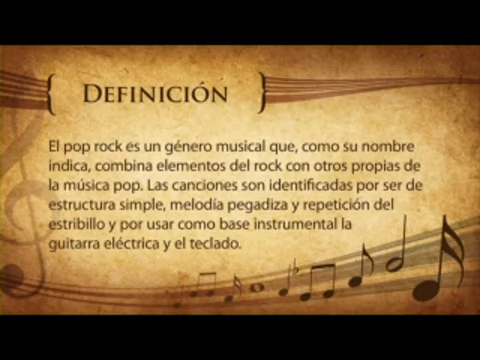 { DEFINICIÓN }
El pop rock es un género musical que, como su nombre
indica, combina elementos del rock con otros propias de
la música pop. Las canciones son identificadas por ser de
estructura simple, melodía pegadiza y repetición del
estribillo y por usar como base instrumental la
guitarra eléctrica y el teclado.